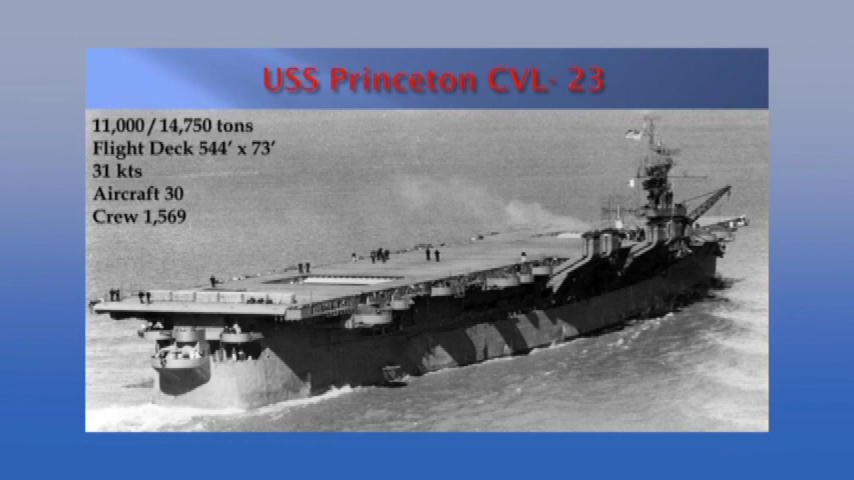 USS Princeton CVL- 23
11,000 / 14,750 tons
Flight Deck 544′ x 73′
31 kts
Aircraft 30
Crew 1,569